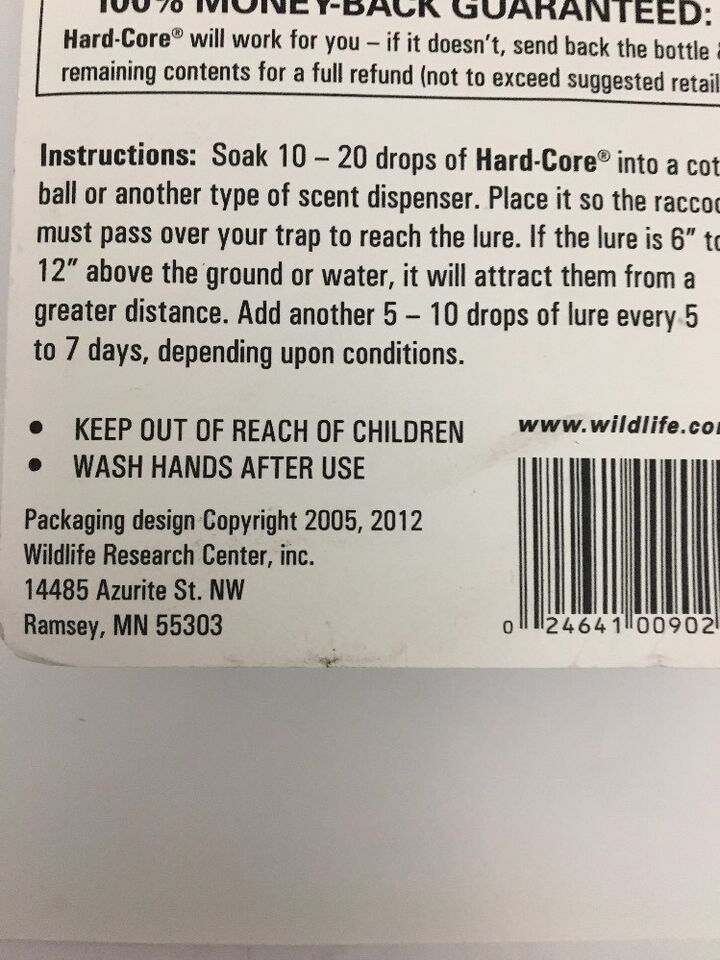 100% MONEY-BACK GUARANTEED:
Hard-Core® will work for you – if it doesn't, send back the bottle &
remaining contents for a full refund (not to exceed suggested retail
Instructions: Soak 10 – 20 drops of Hard-Core® into a cot
ball or another type of scent dispenser. Place it so the raccoo
must pass over your trap to reach the lure. If the lure is 6" to
12" above the ground or water, it will attract them from a
greater distance. Add another 5 – 10 drops of lure every 5
to 7 days, depending upon conditions.
• KEEP OUT OF REACH OF CHILDREN
• WASH HANDS AFTER USE
www.wildlife.co
Packaging design Copyright 2005, 2012
Wildlife Research Center, inc.
14485 Azurite St. NW
Ramsey, MN 55303
0 24641 00902